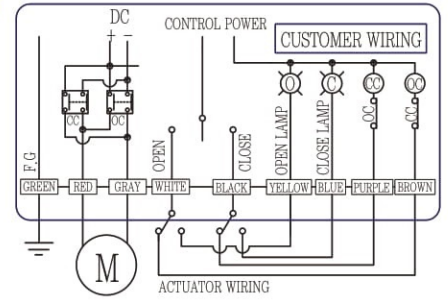 DC
+ −
CONTROL POWER
CUSTOMER WIRING
O
C
CC
OC
CC
OC
OC
CC
F.G
OPEN
CLOSE
OPEN LAMP
CLOSE LAMP
GREEN
RED
GRAY
WHITE
BLACK
YELLOW
BLUE
PURPLE
BROWN
M
ACTUATOR WIRING